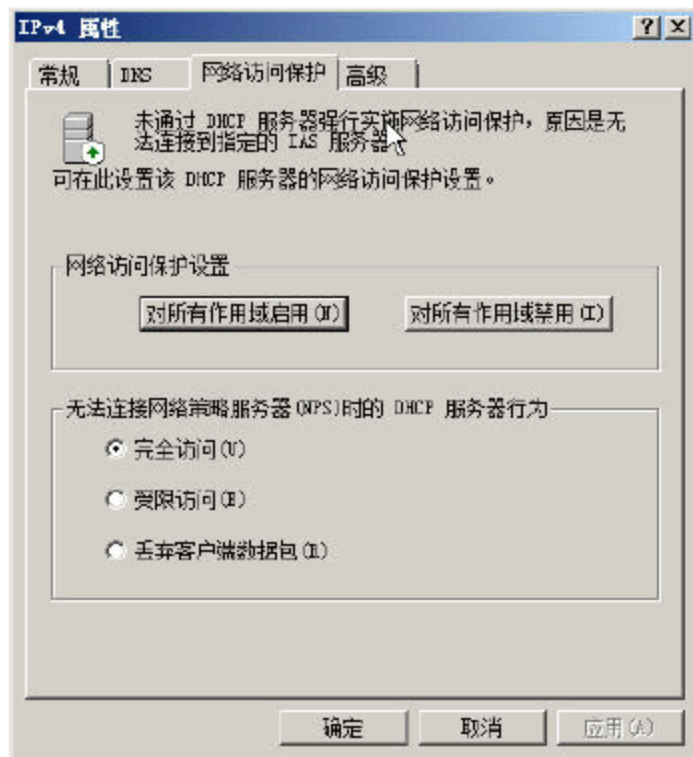 IPv4 属性
常规 DNS 网络访问保护 高级
未通过 DHCP 服务器强行实施网络访问保护，原因是无
法连接到指定的 IAS 服务器。
可在此设置该 DHCP 服务器的网络访问保护设置。
网络访问保护设置
对所有作用域启用(N) 对所有作用域禁用(I)
无法连接网络策略服务器(NPS)时的 DHCP 服务器行为
完全访问(U)
受限访问(E)
丢弃客户端数据包(R)
确定 取消 应用(A)